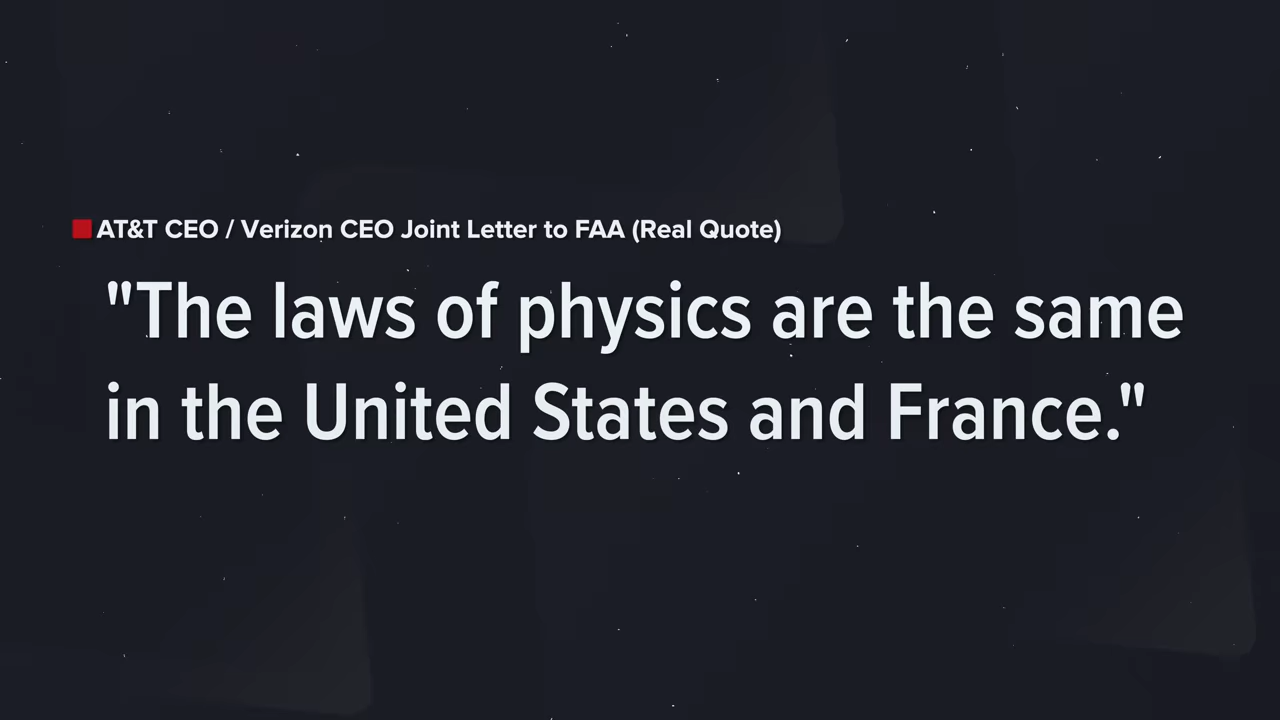 AT&T CEO / Verizon CEO Joint Letter to FAA (Real Quote)
"The laws of physics are the same
in the United States and France."